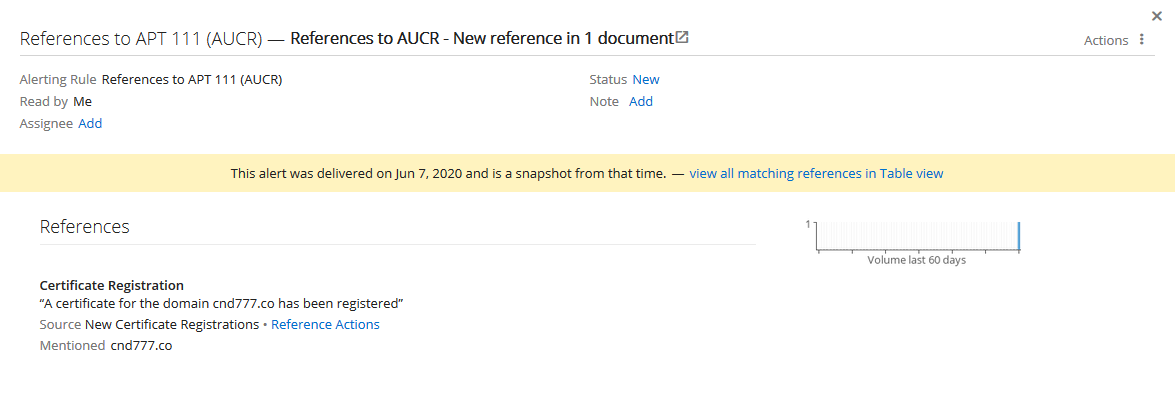 References to APT 111 (AUCR) — References to AUCR - New reference in 1 document
Actions
Alerting Rule References to APT 111 (AUCR)
Status New
Read by Me
Note Add
Assignee Add
This alert was delivered on Jun 7, 2020 and is a snapshot from that time. — view all matching references in Table view
References
1
Volume last 60 days
Certificate Registration
“A certificate for the domain cnd777.co has been registered”
Source New Certificate Registrations • Reference Actions
Mentioned cnd777.co